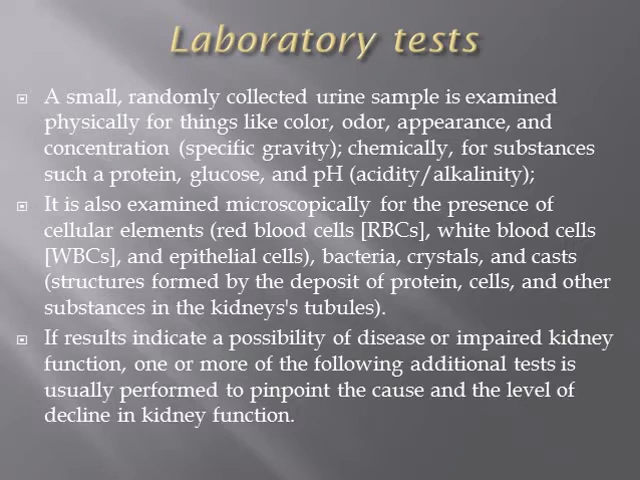 Laboratory tests
A small, randomly collected urine sample is examined
physically for things like color, odor, appearance, and
concentration (specific gravity); chemically, for substances
such a protein, glucose, and pH (acidity/alkalinity);
It is also examined microscopically for the presence of
cellular elements (red blood cells [RBCs], white blood cells
[WBCs], and epithelial cells), bacteria, crystals, and casts
(structures formed by the deposit of protein, cells, and other
substances in the kidneys's tubules).
If results indicate a possibility of disease or impaired kidney
function, one or more of the following additional tests is
usually performed to pinpoint the cause and the level of
decline in kidney function.